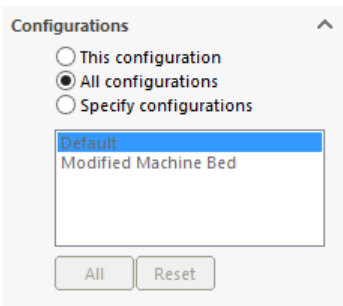 Configurations
This configuration
All configurations
Specify configurations
Default
Modified Machine Bed
All Reset